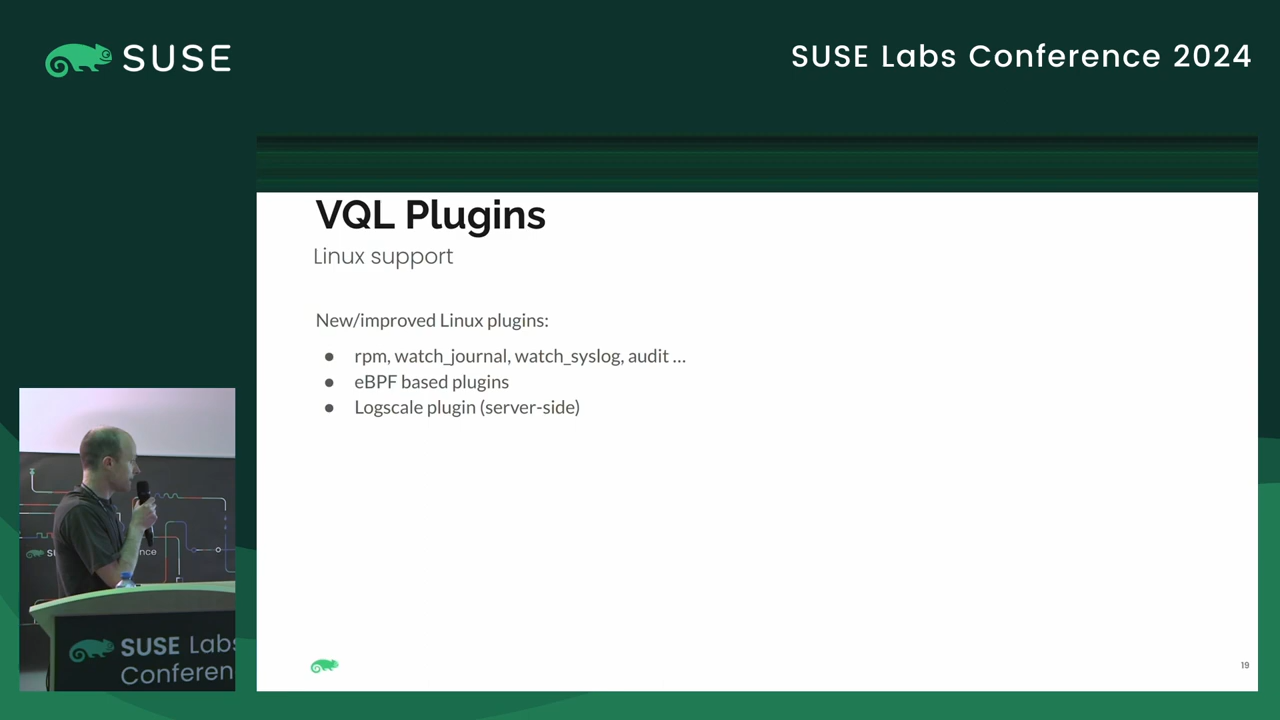 SUSE
SUSE Labs Conference 2024
VQL Plugins
Linux support
New/improved Linux plugins:
● rpm, watch_journal, watch_syslog, audit ...
● eBPF based plugins
● Logscale plugin (server-side)
SUSE Labs
Conferen
19